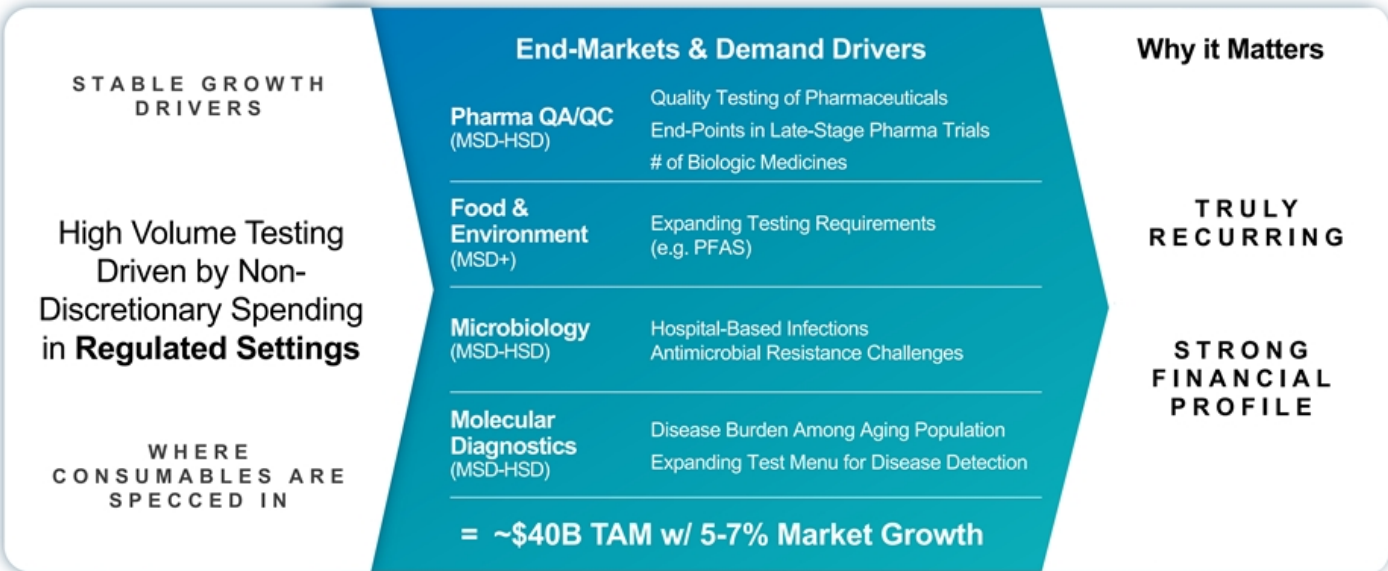 STABLE GROWTH
DRIVERS
High Volume Testing
Driven by Non-
Discretionary Spending
in Regulated Settings
WHERE
CONSUMABLES ARE
SPECCED IN
End-Markets & Demand Drivers
Pharma QA/QC
(MSD-HSD)
Quality Testing of Pharmaceuticals
End-Points in Late-Stage Pharma Trials
# of Biologic Medicines
Food &
Environment
(MSD+)
Expanding Testing Requirements
(e.g. PFAS)
Microbiology
(MSD-HSD)
Hospital-Based Infections
Antimicrobial Resistance Challenges
Molecular
Diagnostics
(MSD-HSD)
Disease Burden Among Aging Population
Expanding Test Menu for Disease Detection
= ~$40B TAM w/ 5-7% Market Growth
Why it Matters
TRULY
RECURRING
STRONG
FINANCIAL
PROFILE